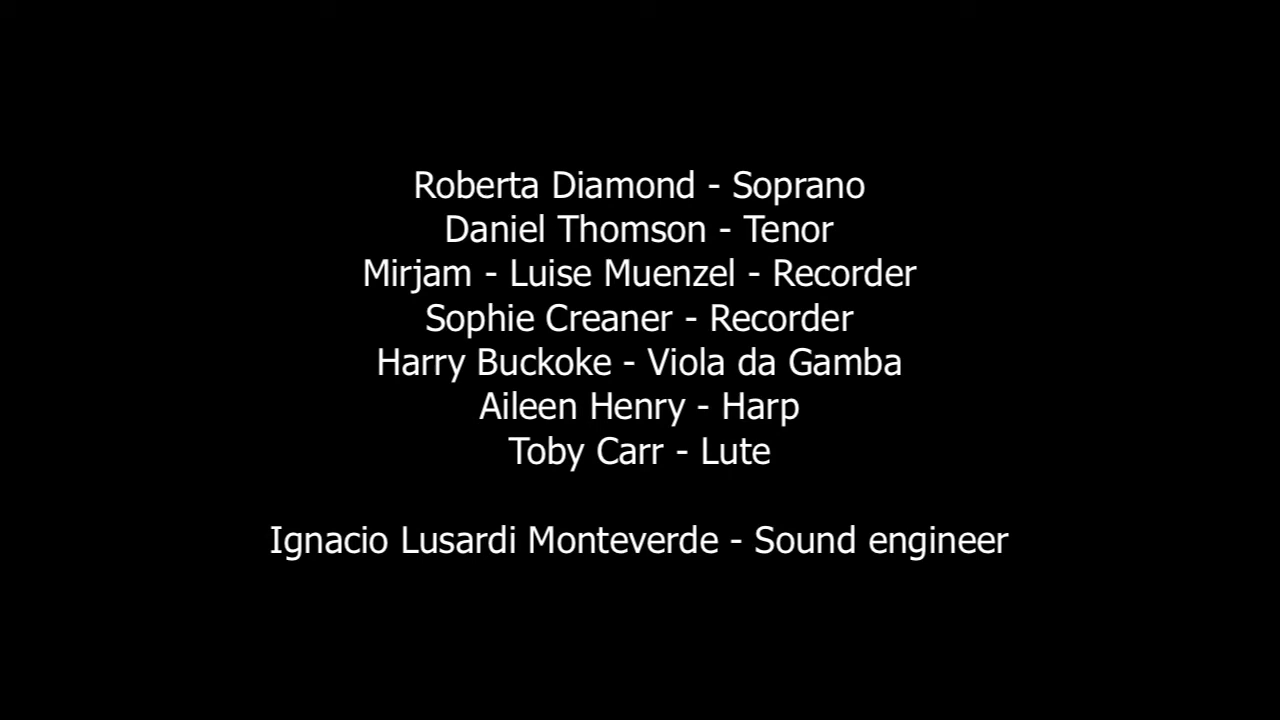 Roberta Diamond - Soprano
Daniel Thomson - Tenor
Mirjam - Luise Muenzel - Recorder
Sophie Creaner - Recorder
Harry Buckoke - Viola da Gamba
Aileen Henry - Harp
Toby Carr - Lute
Ignacio Lusardi Monteverde - Sound engineer